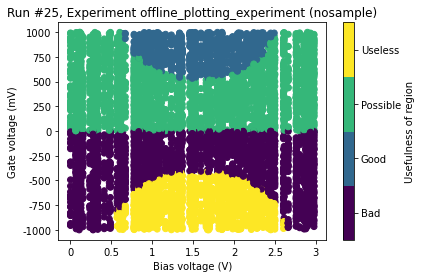 Run #25, Experiment offline_plotting_experiment (nosample)
1000
750
500
250
0
-250
-500
-750
-1000
Gate voltage (mV)
0
0.5
1
1.5
2
2.5
3
Bias voltage (V)
Useless
Possible
Good
Bad
Usefulness of region